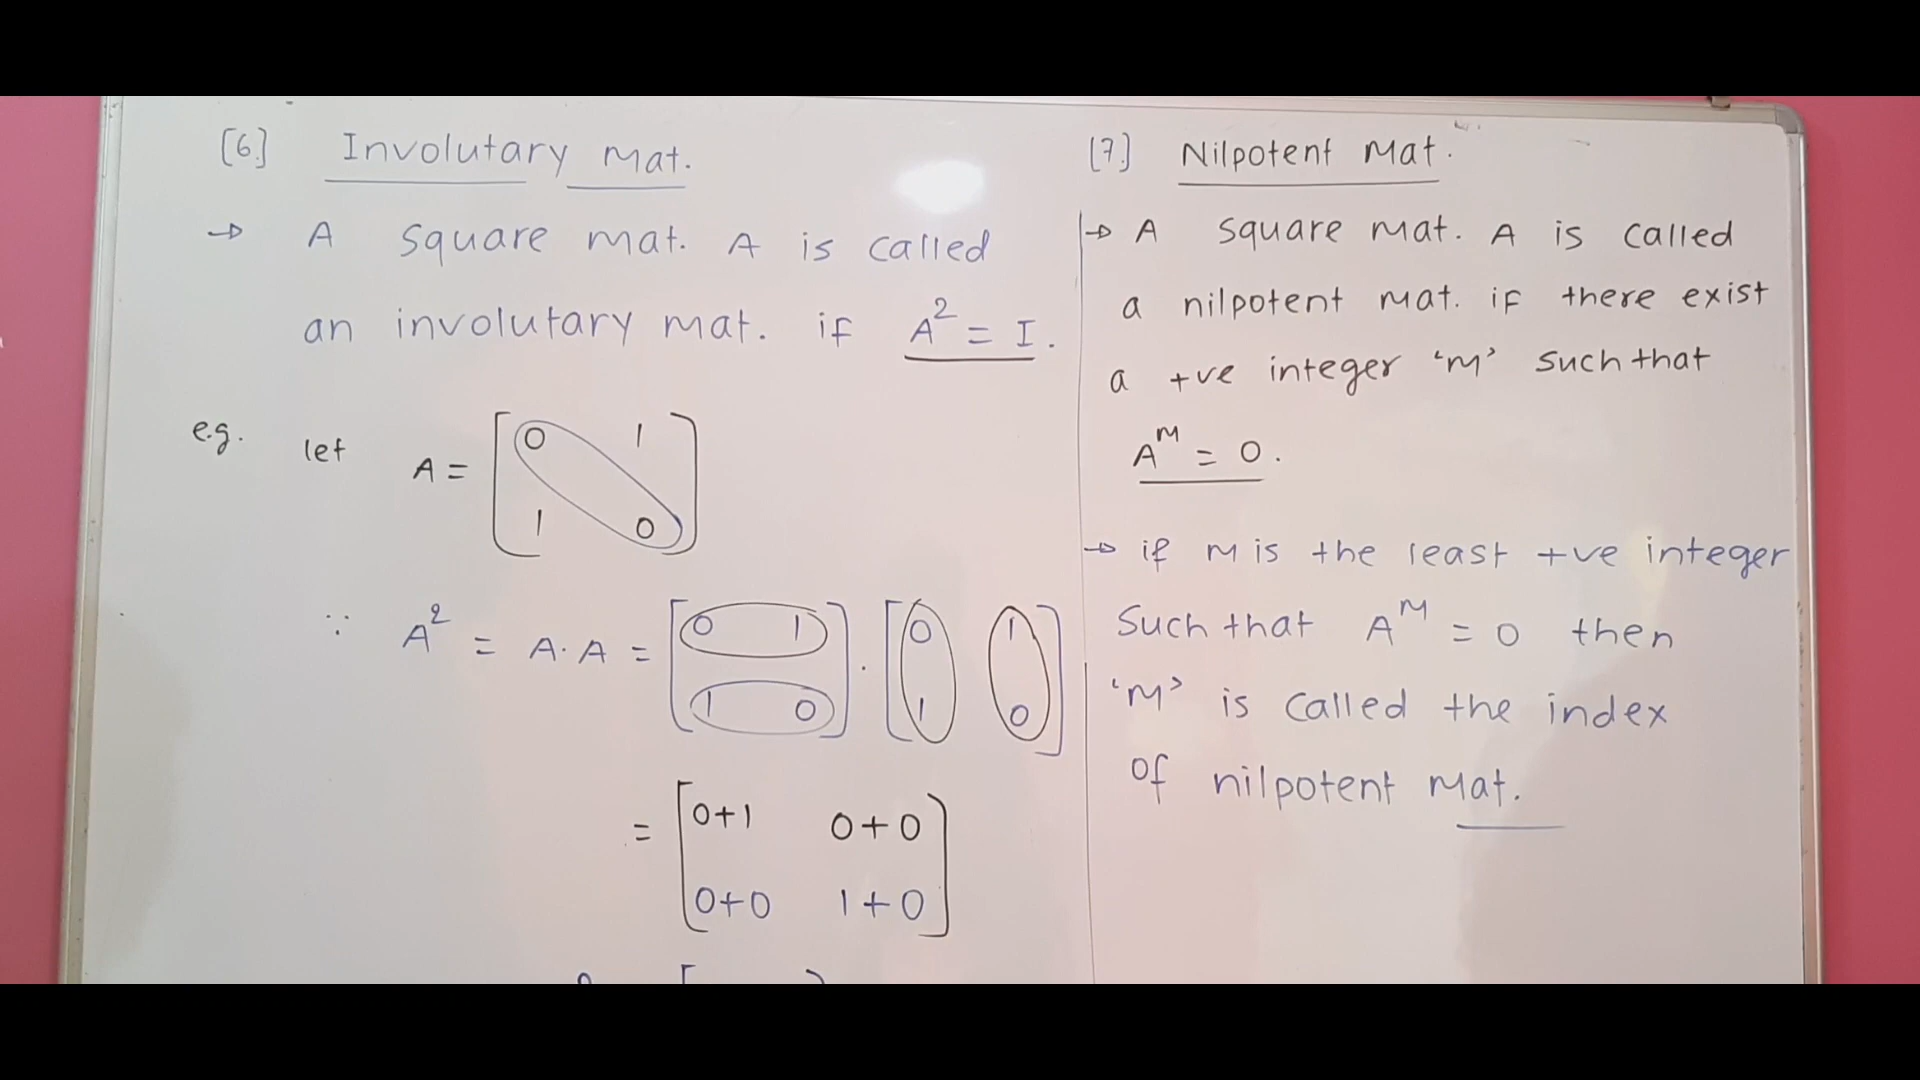 [6.] Involutary Mat.
→ A square mat. A is called
an involutary mat. if A² = I.
e.g. let A = [0 1
1 0]
∵ A² = A·A = [0 1 · [0 1
1 0] 1 0]
= [0+1 0+0
0+0 1+0]
[7.] Nilpotent Mat.
→ A square mat. A is called
a nilpotent mat. if there exist
a +ve integer 'M' such that
Aᴹ = 0.
→ if M is the least +ve integer
Such that Aᴹ = 0 then
'M' is called the index
of nilpotent Mat.